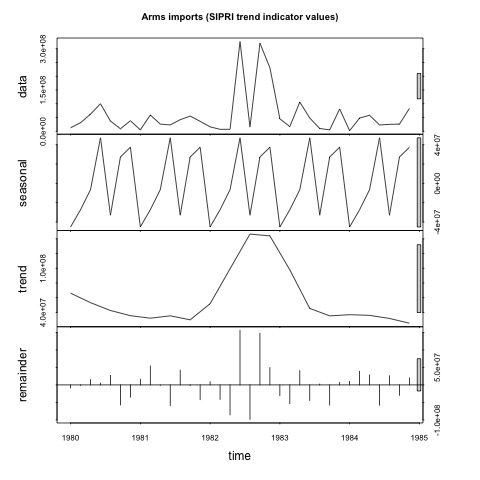 Arms imports (SIPRI trend indicator values)
data
0.0e+00 1.5e+08 3.0e+08
seasonal
-4e+07 0e+00 4e+07
trend
4.0e+07 1.0e+08
remainder
-1.0e+08 5.0e+07
1980 1981 1982 1983 1984 1985
time